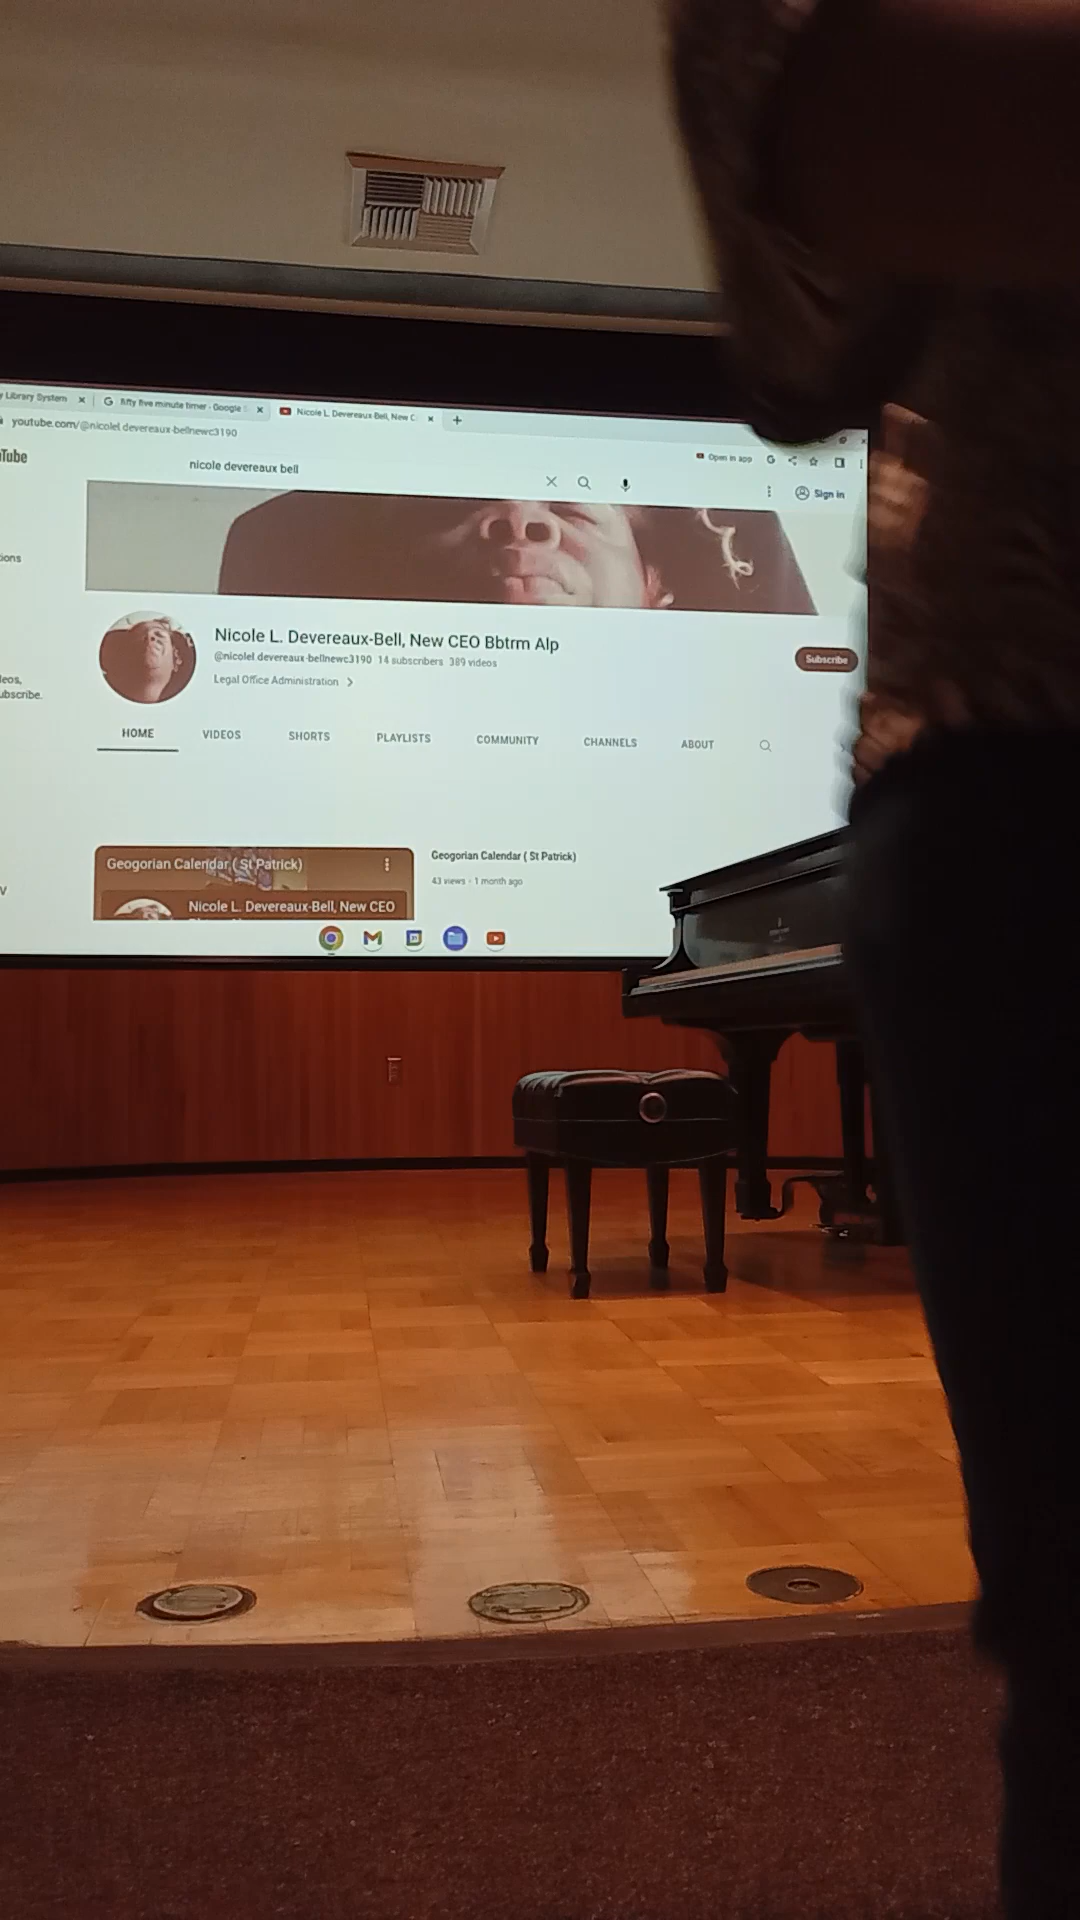 Library System
fifty five minute timer - Google
Nicole L. Devereaux Bell, New C
youtube.com/@nicolel.devereaux-bellnewc3190
Open in app
Tube
nicole devereaux bell
Sign in
ions
Nicole L. Devereaux-Bell, New CEO Bbtrm Alp
@nicolel.devereaux-bellnewc3190 14 subscribers 389 videos
Subscribe
Legal Office Administration >
HOME VIDEOS SHORTS PLAYLISTS COMMUNITY CHANNELS ABOUT
Geogorian Calendar ( St Patrick)
Geogorian Calendar ( St Patrick)
43 views - 1 month ago
Nicole L. Devereaux-Bell, New CEO